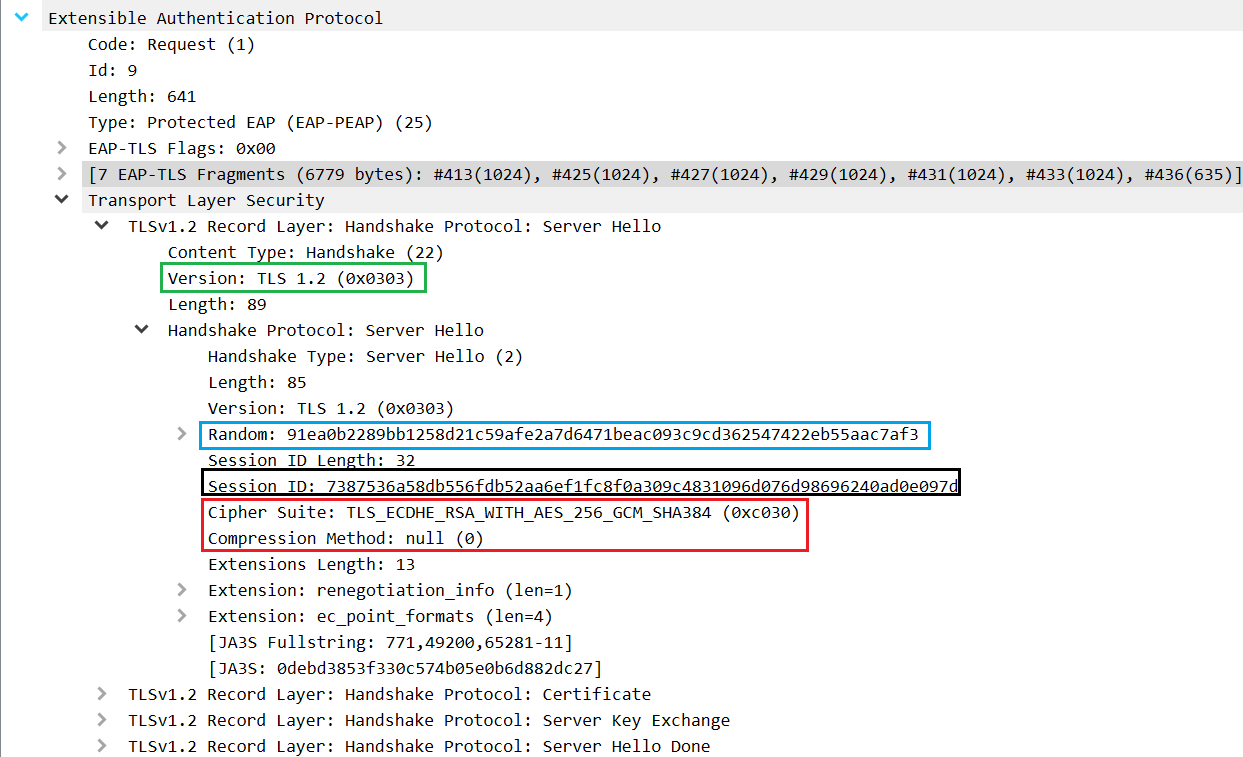 Extensible Authentication Protocol
Code: Request (1)
Id: 9
Length: 641
Type: Protected EAP (EAP-PEAP) (25)
EAP-TLS Flags: 0x00
[7 EAP-TLS Fragments (6779 bytes): #413(1024), #425(1024), #427(1024), #429(1024), #431(1024), #433(1024), #436(635)]
Transport Layer Security
TLSv1.2 Record Layer: Handshake Protocol: Server Hello
Content Type: Handshake (22)
Version: TLS 1.2 (0x0303)
Length: 89
Handshake Protocol: Server Hello
Handshake Type: Server Hello (2)
Length: 85
Version: TLS 1.2 (0x0303)
Random: 91ea0b2289bb1258d21c59afe2a7d6471beac093c9cd362547422eb55aac7af3
Session ID Length: 32
Session ID: 7387536a58db556fdb52aa6ef1fc8f0a309c4831096d076d98696240ad0e097d
Cipher Suite: TLS_ECDHE_RSA_WITH_AES_256_GCM_SHA384 (0xc030)
Compression Method: null (0)
Extensions Length: 13
Extension: renegotiation_info (len=1)
Extension: ec_point_formats (len=4)
[JA3S Fullstring: 771,49200,65281-11]
[JA3S: 0debd3853f330c574b05e0b6d882dc27]
TLSv1.2 Record Layer: Handshake Protocol: Certificate
TLSv1.2 Record Layer: Handshake Protocol: Server Key Exchange
TLSv1.2 Record Layer: Handshake Protocol: Server Hello Done